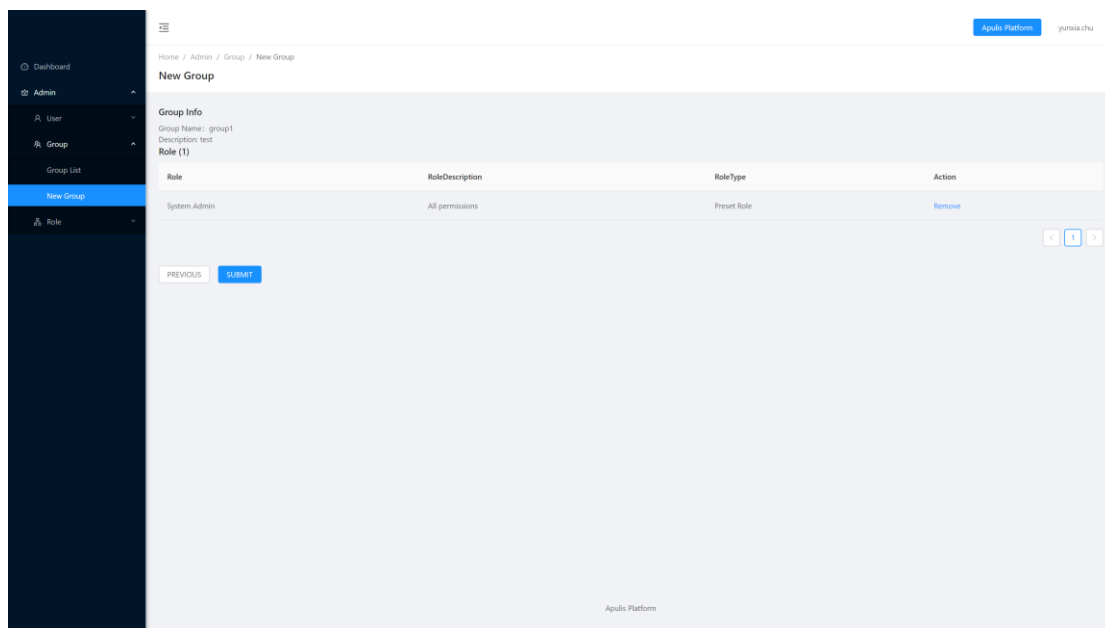 Apulis Platform yunxia.chu
Dashboard
Admin
User
Group
Group List
New Group
Role
Home / Admin / Group / New Group
New Group
Group Info
Group Name: group1
Description: test
Role (1)
Role RoleDescription RoleType Action
System Admin All permissions Preset Role Remove
< 1 >
PREVIOUS SUBMIT
Apulis Platform